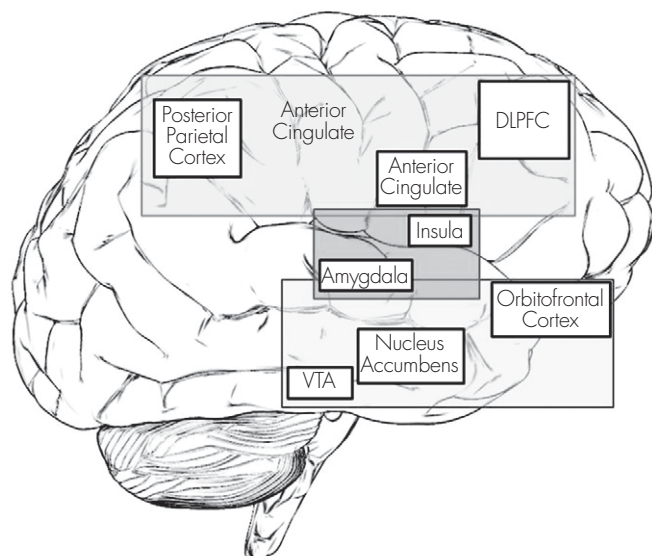 Posterior
Parietal
Cortex
Anterior
Cingulate
DLPFC
Anterior
Cingulate
Insula
Amygdala
Orbitofrontal
Cortex
Nucleus
Accumbens
VTA